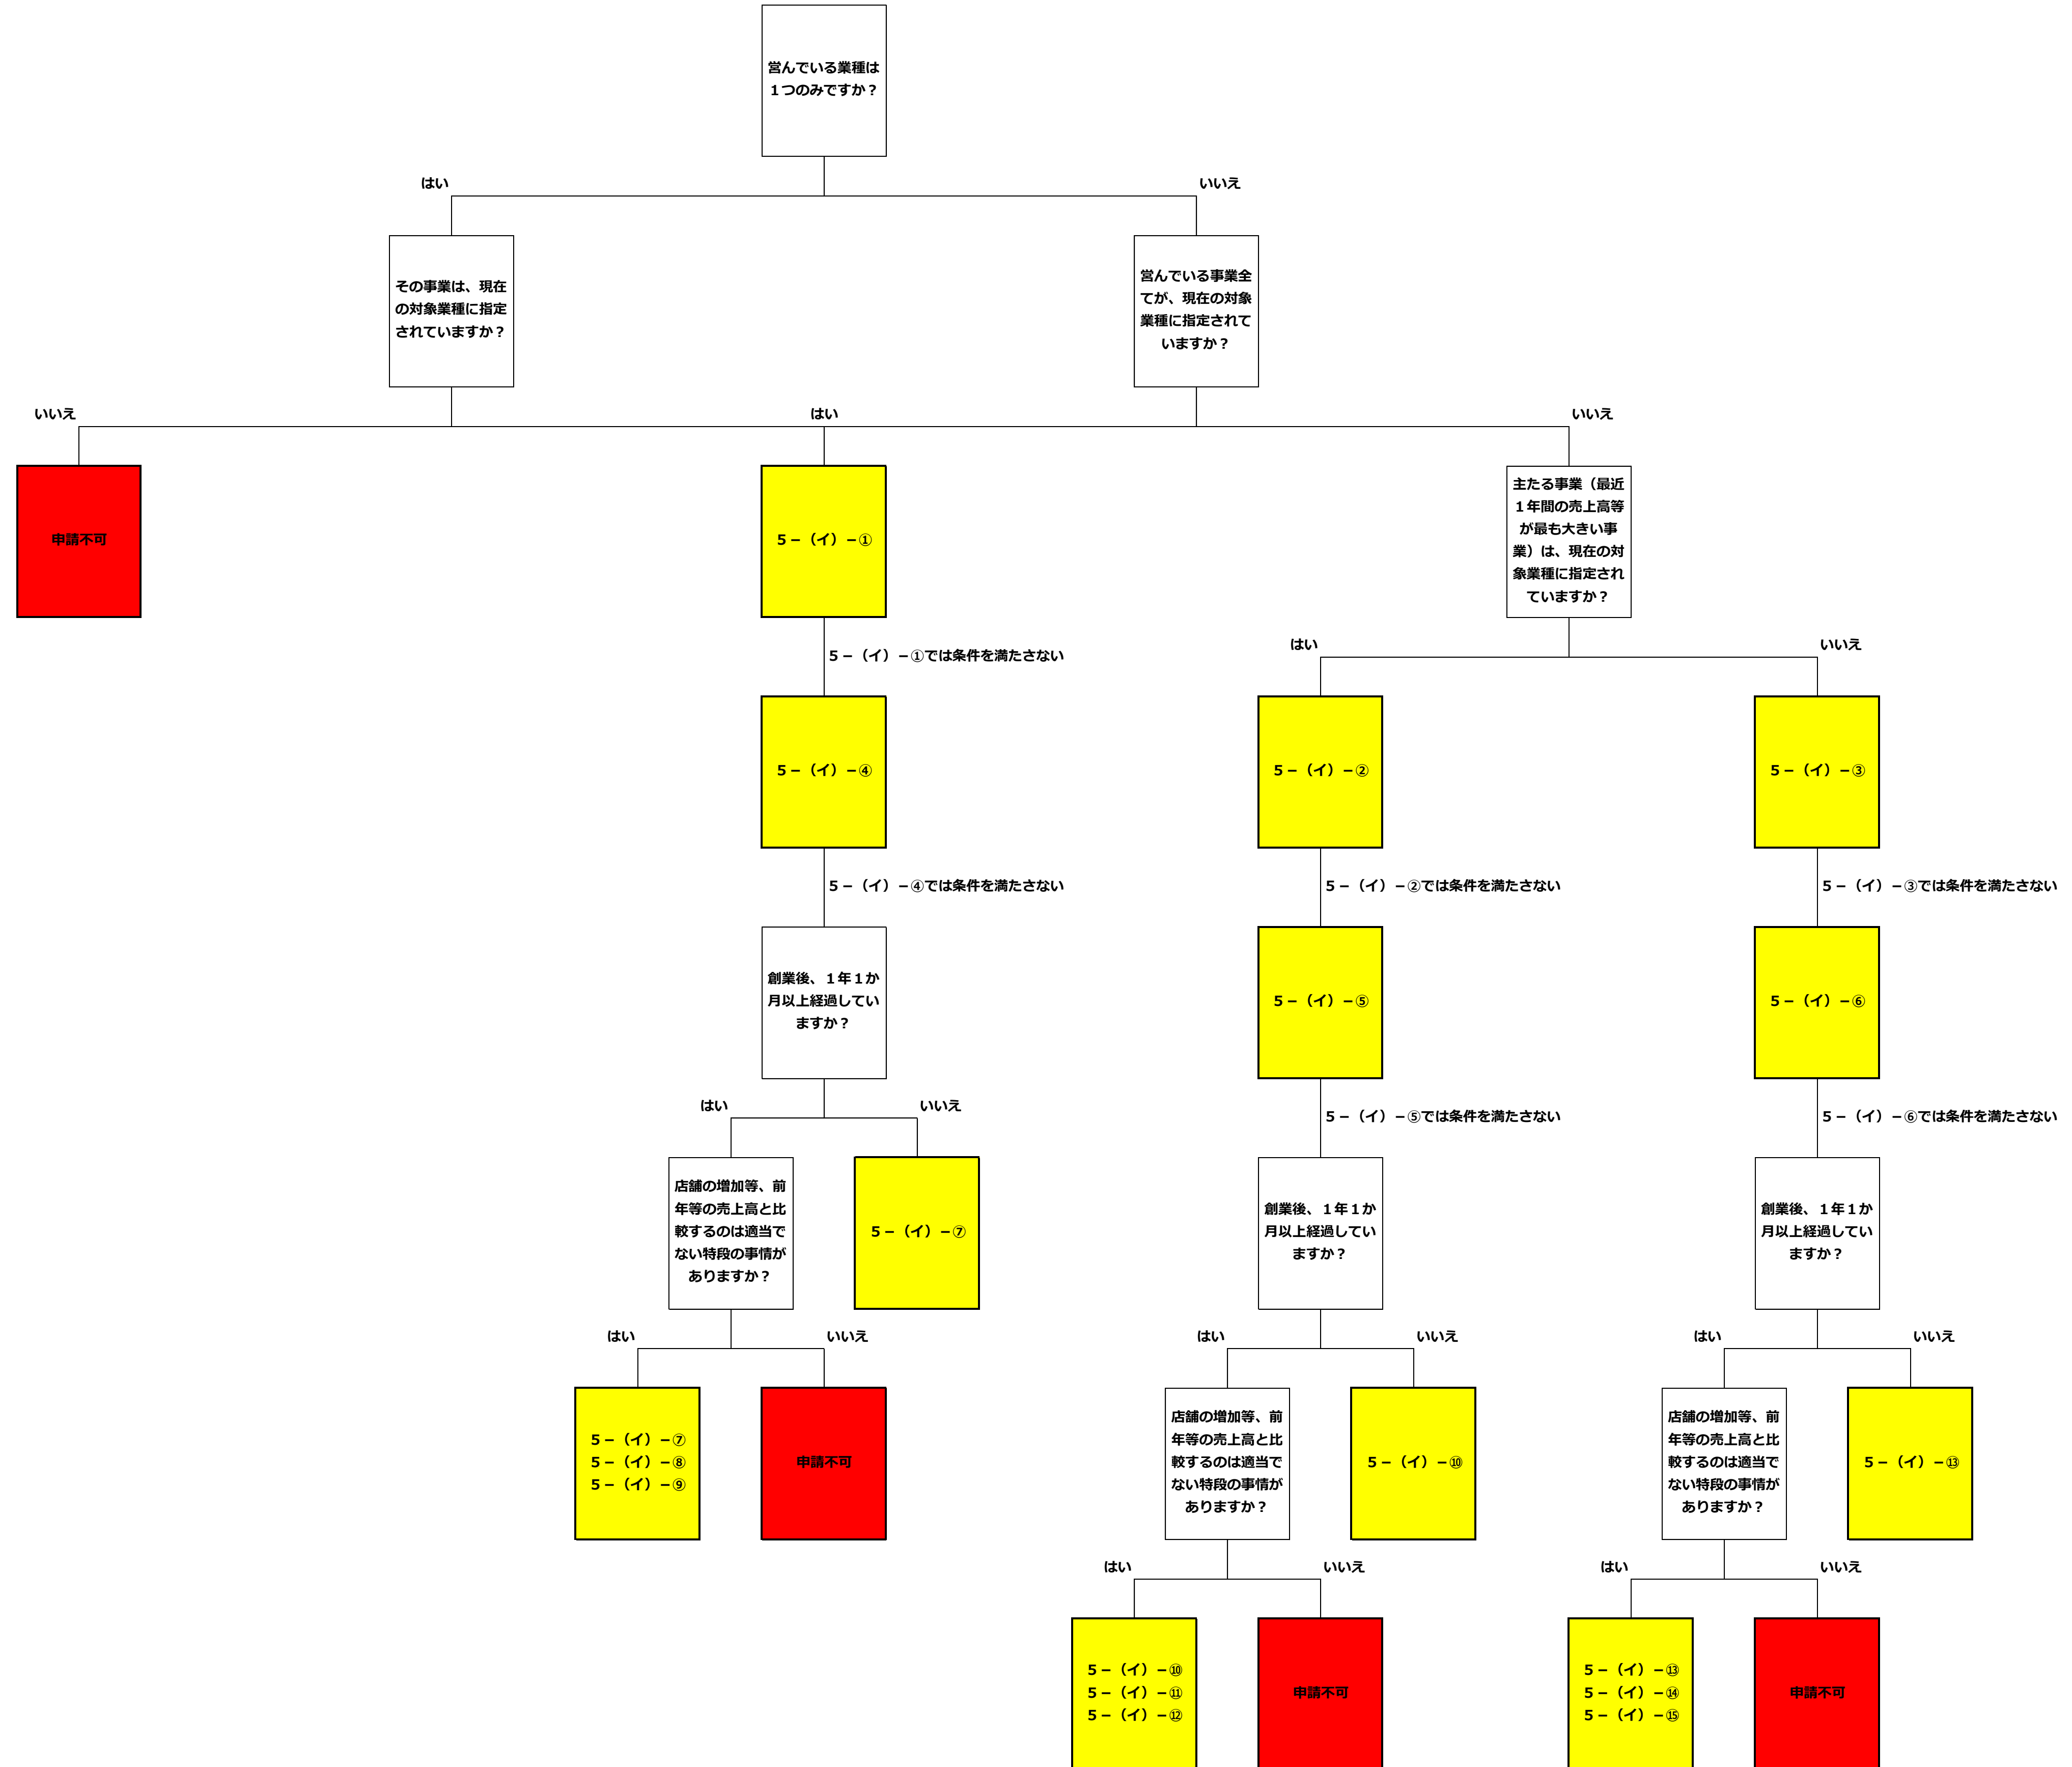 営んでいる業種は
１つのみですか？
はい
いいえ
その事業は、現在
の対象業種に指定
されていますか？
営んでいる事業全
てが、現在の対象
業種に指定されて
いますか？
いいえ
はい
いいえ
申請不可
５－（イ）－①
主たる事業（最近
１年間の売上高等
が最も大きい事
業）は、現在の対
象業種に指定され
ていますか？
５－（イ）－①では条件を満たさない
はい
いいえ
５－（イ）－④
５－（イ）－②
５－（イ）－③
５－（イ）－④では条件を満たさない
５－（イ）－②では条件を満たさない
５－（イ）－③では条件を満たさない
創業後、１年１か
月以上経過してい
ますか？
５－（イ）－⑤
５－（イ）－⑥
はい
いいえ
５－（イ）－⑤では条件を満たさない
５－（イ）－⑥では条件を満たさない
店舗の増加等、前
年等の売上高と比
較するのは適当で
ない特段の事情が
ありますか？
５－（イ）－⑦
創業後、１年１か
月以上経過してい
ますか？
創業後、１年１か
月以上経過してい
ますか？
はい
いいえ
はい
いいえ
はい
いいえ
５－（イ）－⑦
５－（イ）－⑧
５－（イ）－⑨
申請不可
店舗の増加等、前
年等の売上高と比
較するのは適当で
ない特段の事情が
ありますか？
５－（イ）－⑩
店舗の増加等、前
年等の売上高と比
較するのは適当で
ない特段の事情が
ありますか？
５－（イ）－⑬
はい
いいえ
はい
いいえ
５－（イ）－⑩
５－（イ）－⑪
５－（イ）－⑫
申請不可
５－（イ）－⑬
５－（イ）－⑭
５－（イ）－⑮
申請不可